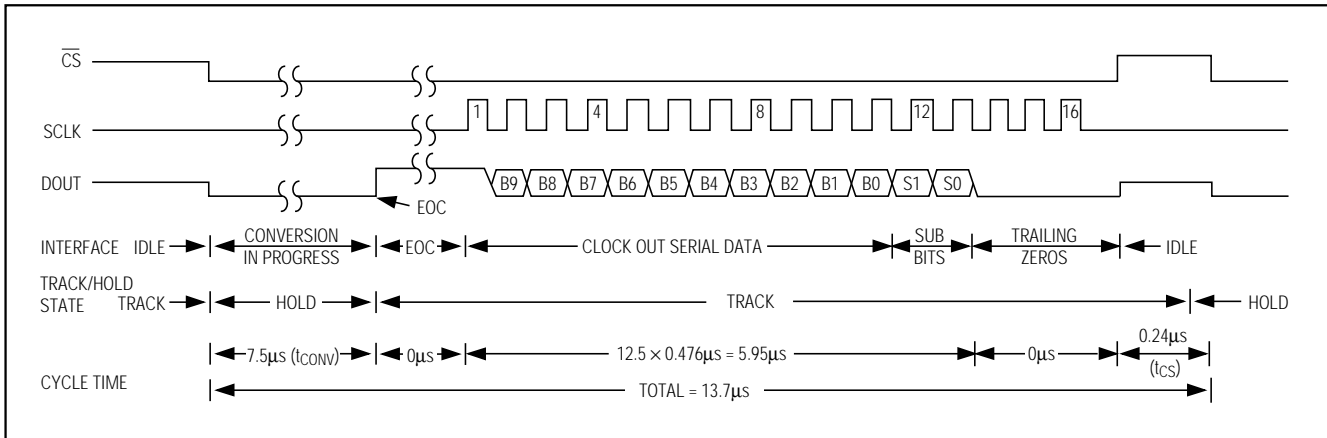 CS
SCLK
1 4 8 12 16
DOUT
B9 B8 B7 B6 B5 B4 B3 B2 B1 B0 S1 S0
EOC
INTERFACE IDLE CONVERSION IN PROGRESS EOC CLOCK OUT SERIAL DATA SUB BITS TRAILING ZEROS IDLE
TRACK/HOLD
STATE TRACK HOLD TRACK HOLD
7.5µs (tCONV) 0µs 12.5 × 0.476µs = 5.95µs 0µs 0.24µs (tCS)
CYCLE TIME
TOTAL = 13.7µs